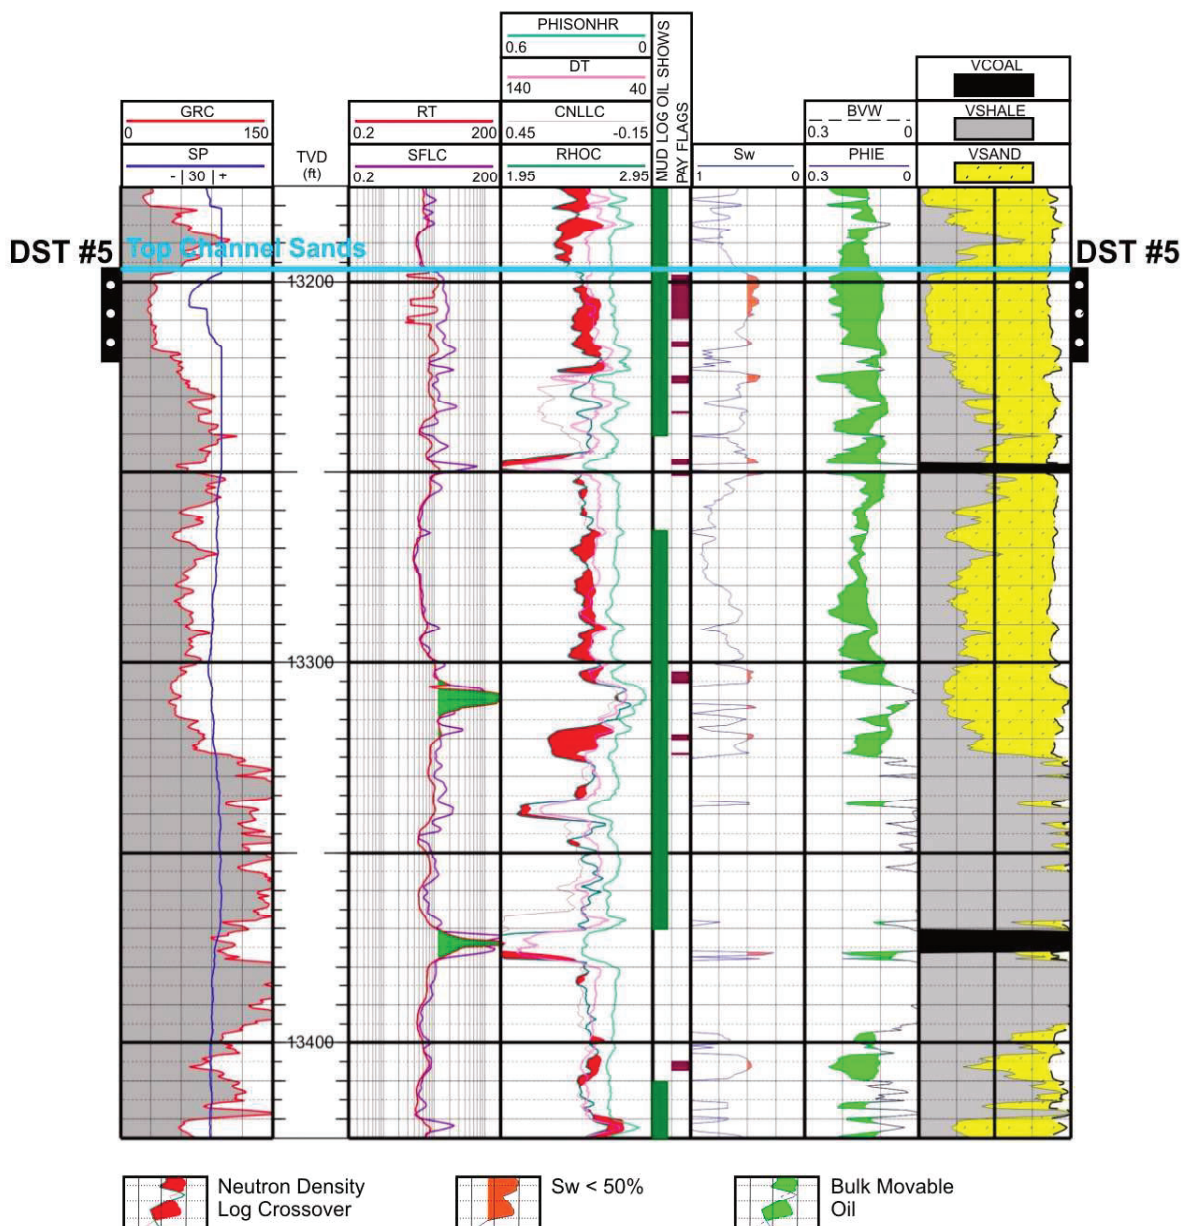 PHISONHR
0.6 0
DT
140 40
VCOAL
GRC
0 150
RT
0.2 200
CNLLC
0.45 -0.15
MUD LOG OIL SHOWS
PAY FLAGS
BVW
0.3 0
VSHALE
SP
- | 30 | +
TVD
(ft)
SFLC
0.2 200
RHOC
1.95 2.95
Sw
1 0
PHIE
0.3 0
VSAND
DST #5
Top Channel Sands
DST #5
13200
13300
13400
Neutron Density
Log Crossover
Sw < 50%
Bulk Movable
Oil